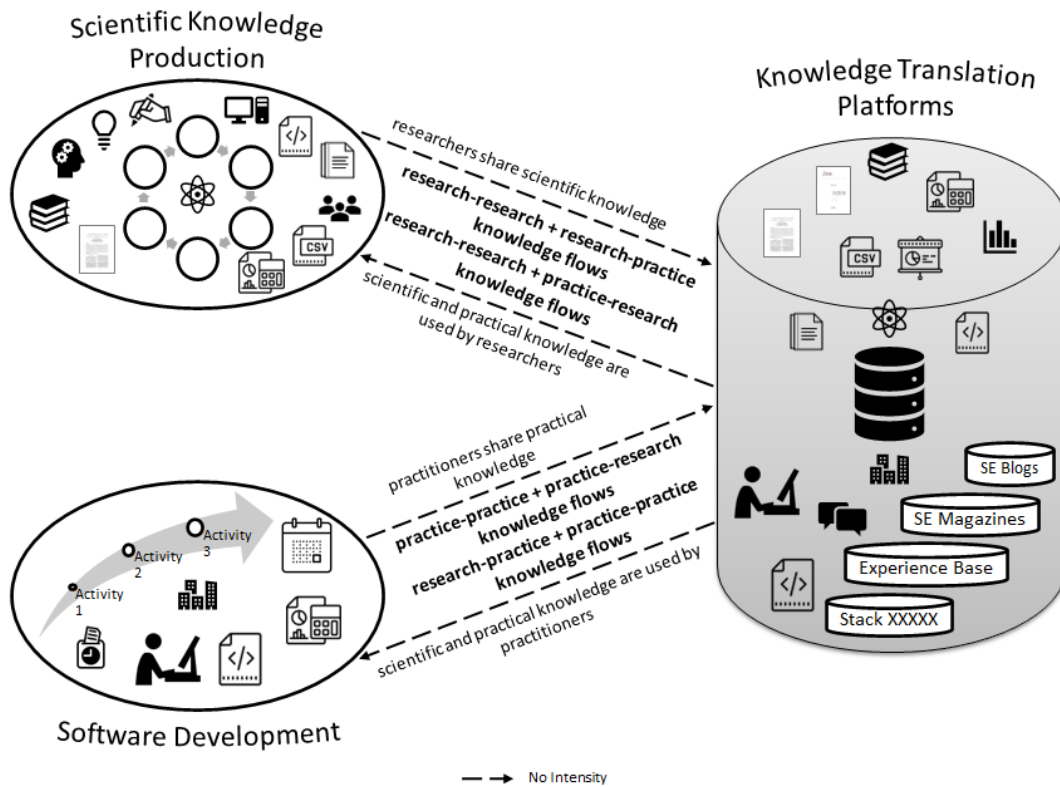 Scientific Knowledge
Production
Knowledge Translation
Platforms
researchers share scientific knowledge
research-research + research-practice
knowledge flows
research-research + practice-research
knowledge flows
scientific and practical knowledge are
used by researchers
CSV
CSV
practitioners share practical
knowledge
practice-practice + practice-research
knowledge flows
research-practice + practice-practice
knowledge flows
scientific and practical knowledge are used by
practitioners
SE Blogs
SE Magazines
Experience Base
Stack XXXXX
Activity
1
Activity
2
Activity
3
Software Development
No Intensity